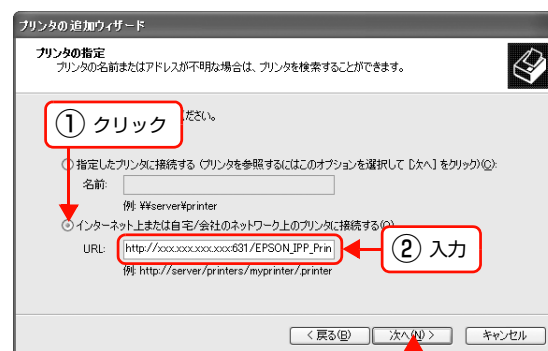 プリンタの追加ウィザード
プリンタの指定
プリンタの名前またはアドレスが不明な場合は、プリンタを検索することができます。
ださい。
① クリック
指定したプリンタに接続する (プリンタを参照するにはこのオプションを選択して [次へ] をクリック)(C):
名前:
例: ¥¥server¥printer
インターネット上または自宅/会社のネットワーク上のプリンタに接続する(O):
URL: http://xxx.xxx.xxx.xxx:631/EPSON_IPP_Prin
② 入力
例: http://server/printers/myprinter/.printer
< 戻る(B) 次へ(N) > キャンセル